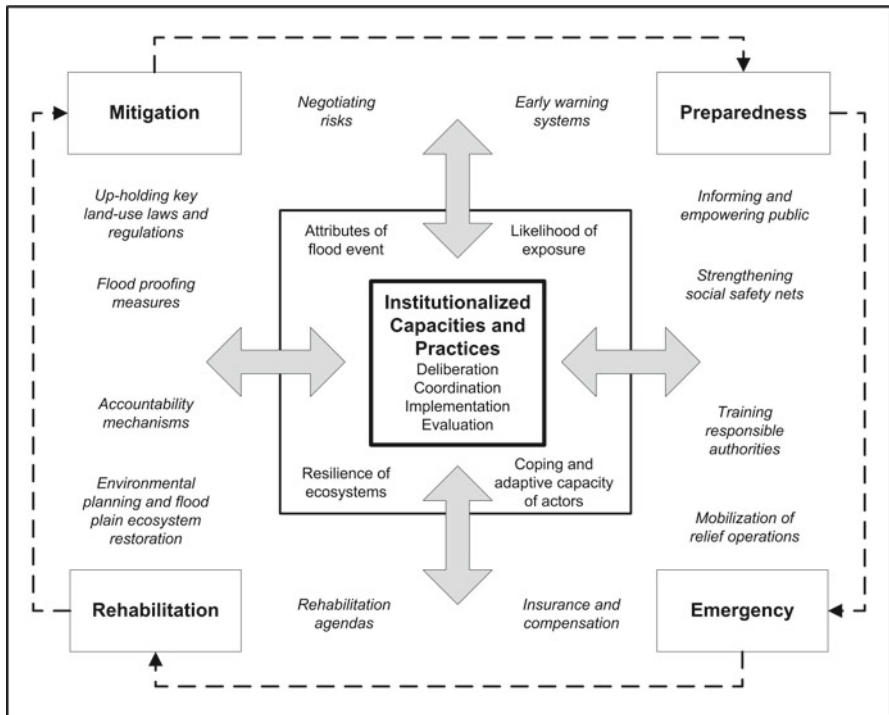 Mitigation
Negotiating
risks
Early warning
systems
Preparedness
Up-holding key
land-use laws and
regulations
Attributes of
flood event
Likelihood of
exposure
Informing and
empowering public
Flood proofing
measures
Institutionalized
Capacities and
Practices
Deliberation
Coordination
Implementation
Evaluation
Strengthening
social safety nets
Accountability
mechanisms
Training
responsible
authorities
Resilience of
ecosystems
Coping and
adaptive capacity
of actors
Environmental
planning and flood
plain ecosystem
restoration
Mobilization of
relief operations
Rehabilitation
Rehabilitation
agendas
Insurance and
compensation
Emergency